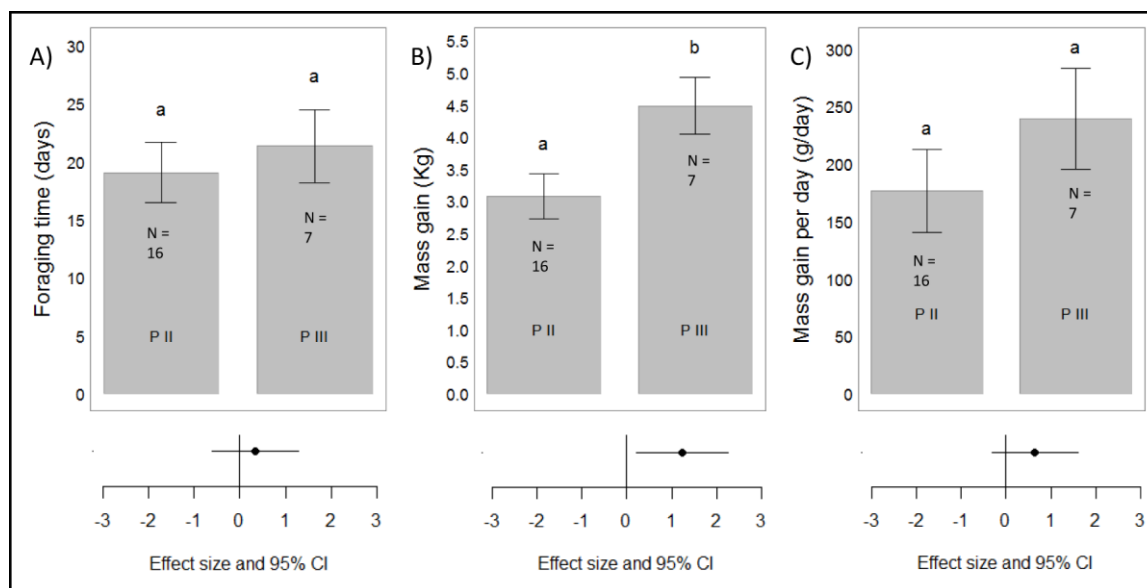 A)
Foraging time (days)
30
25
20
15
10
5
0
a
a
N =
16
N =
7
P II
P III
-3 -2 -1 0 1 2 3
Effect size and 95% CI
B)
Mass gain (Kg)
5.5
5.0
4.5
4.0
3.5
3.0
2.5
2.0
1.5
1.0
0.5
0.0
a
b
N =
16
N =
7
P II
P III
-3 -2 -1 0 1 2 3
Effect size and 95% CI
C)
Mass gain per day (g/day)
300
250
200
150
100
50
0
a
a
N =
16
N =
7
P II
P III
-3 -2 -1 0 1 2 3
Effect size and 95% CI